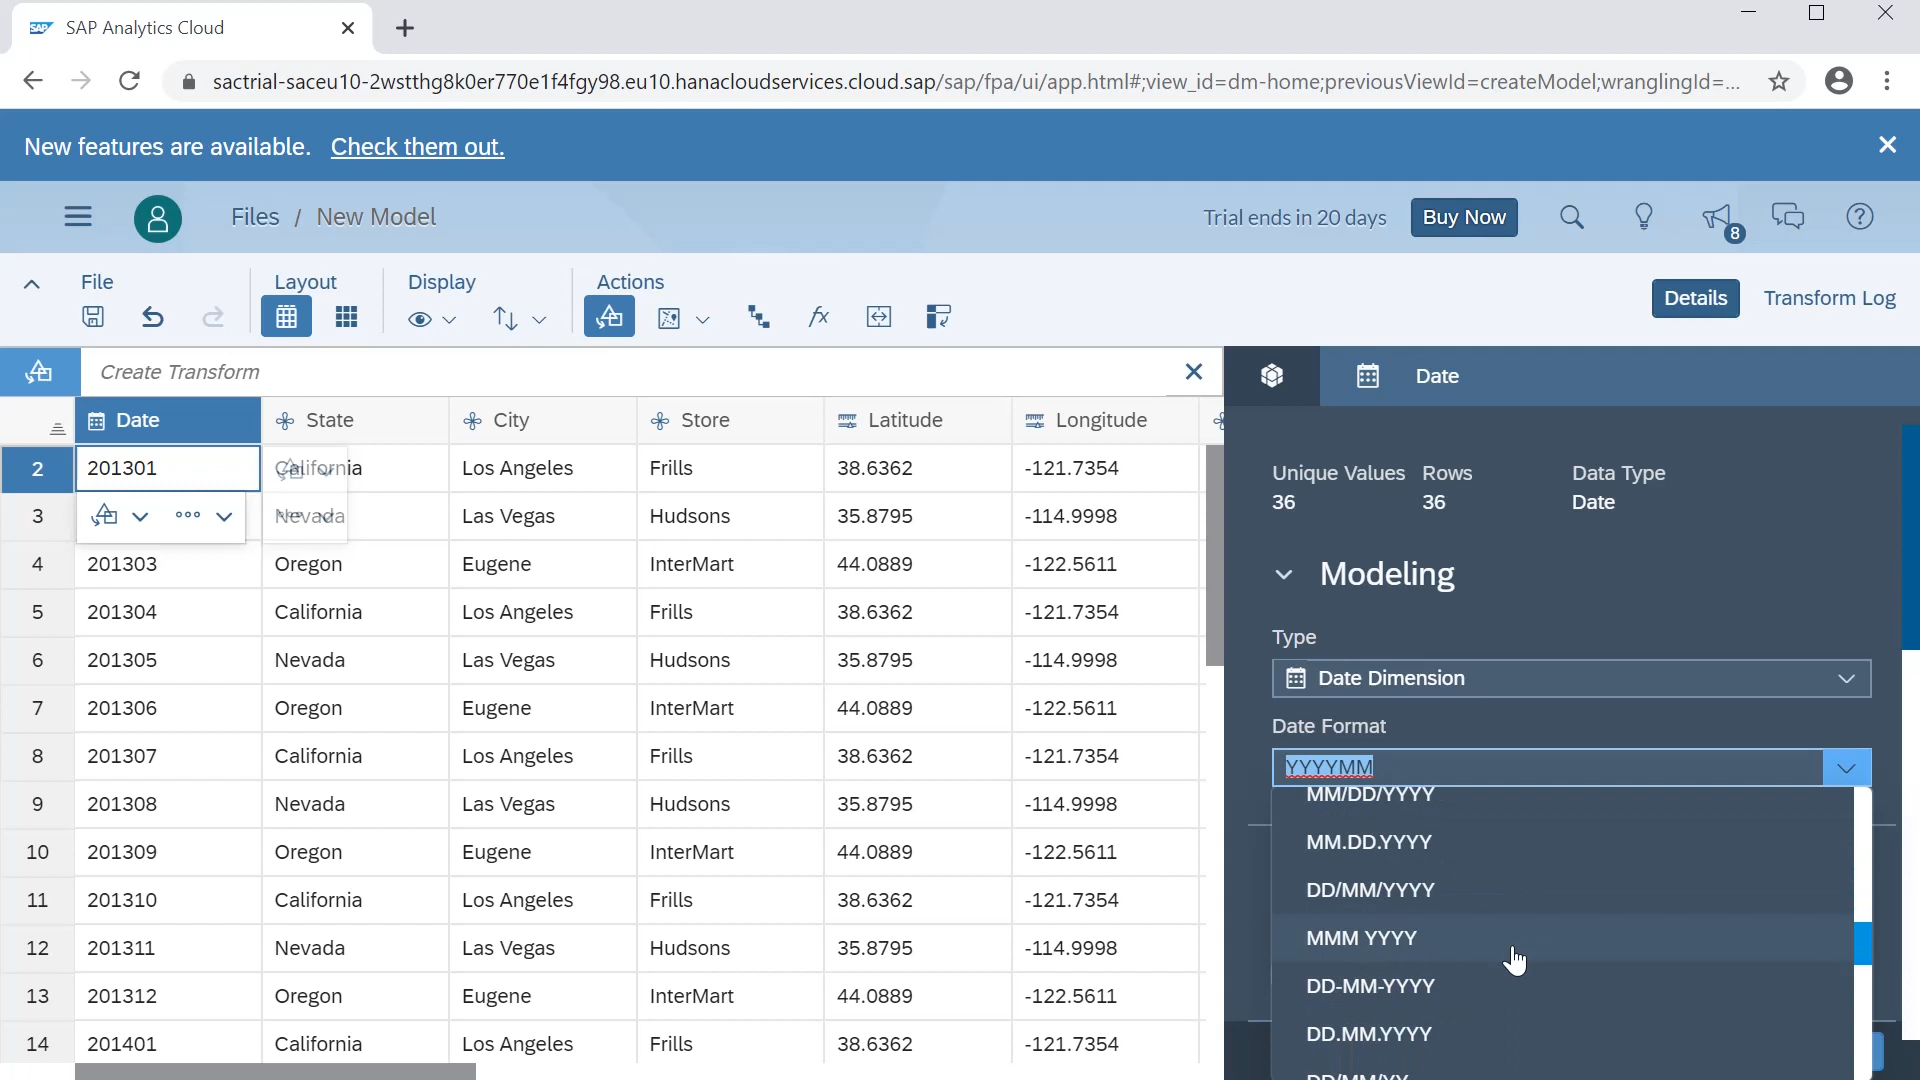 SAP Analytics Cloud
sactrial-saceu10-2wstthg8k0er770e1f4fgy98.eu10.hanacloudservices.cloud.sap/sap/fpa/ui/app.html#;view_id=dm-home;previousViewId=createModel;wranglingId=...
New features are available. Check them out.
Files / New Model
Trial ends in 20 days
Buy Now
8
File
Layout
Display
Actions
Details
Transform Log
Create Transform
Date
Date State City Store Latitude Longitude
2 201301 California Los Angeles Frills 38.6362 -121.7354
3 Nevada Las Vegas Hudsons 35.8795 -114.9998
4 201303 Oregon Eugene InterMart 44.0889 -122.5611
5 201304 California Los Angeles Frills 38.6362 -121.7354
6 201305 Nevada Las Vegas Hudsons 35.8795 -114.9998
7 201306 Oregon Eugene InterMart 44.0889 -122.5611
8 201307 California Los Angeles Frills 38.6362 -121.7354
9 201308 Nevada Las Vegas Hudsons 35.8795 -114.9998
10 201309 Oregon Eugene InterMart 44.0889 -122.5611
11 201310 California Los Angeles Frills 38.6362 -121.7354
12 201311 Nevada Las Vegas Hudsons 35.8795 -114.9998
13 201312 Oregon Eugene InterMart 44.0889 -122.5611
14 201401 California Los Angeles Frills 38.6362 -121.7354
Unique Values Rows Data Type
36 36 Date
Modeling
Type
Date Dimension
Date Format
YYYYMM
MM/DD/YYYY
MM.DD.YYYY
DD/MM/YYYY
MMM YYYY
DD-MM-YYYY
DD.MM.YYYY